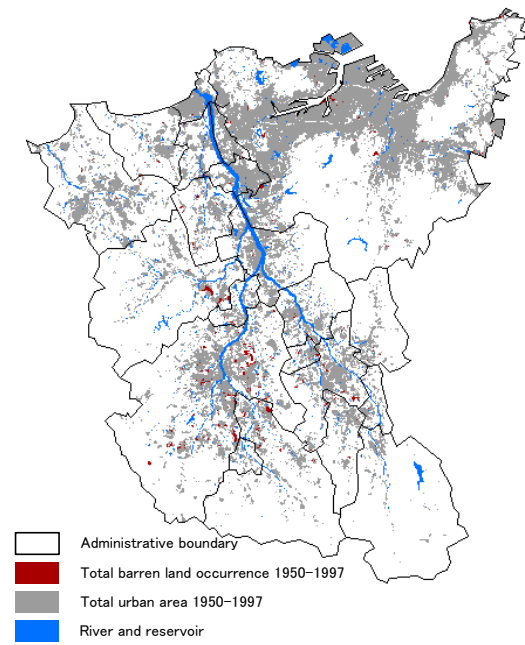 Administrative boundary
Total barren land occurrence 1950-1997
Total urban area 1950-1997
River and reservoir